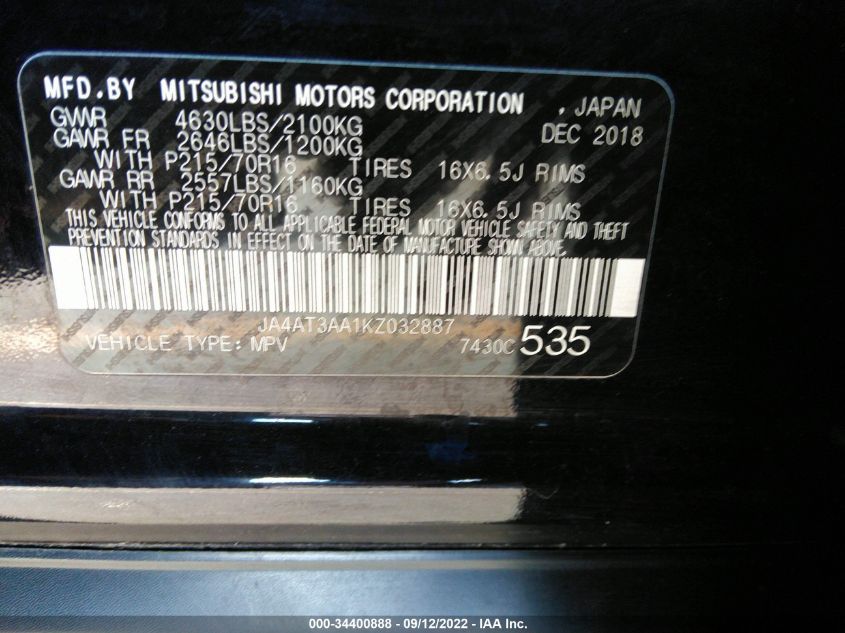 MFD.BY MITSUBISHI MOTORS CORPORATION , JAPAN
GVWR 4630LBS/2100KG DEC 2018
GAWR FR 2646LBS/1200KG
WITH P215/70R16 TIRES 16X6.5J RIMS
GAWR RR 2557LBS/1160KG
WITH P215/70R16 TIRES 16X6.5J RIMS
THIS VEHICLE CONFORMS TO ALL APPLICABLE FEDERAL MOTOR VEHICLE SAFETY AND THEFT
PREVENTION STANDARDS IN EFFECT ON THE DATE OF MANUFACTURE SHOWN ABOVE.
JA4AT3AA1KZ032887
VEHICLE TYPE: MPV 7430C 535
000-34400888 - 09/12/2022 - IAA Inc.